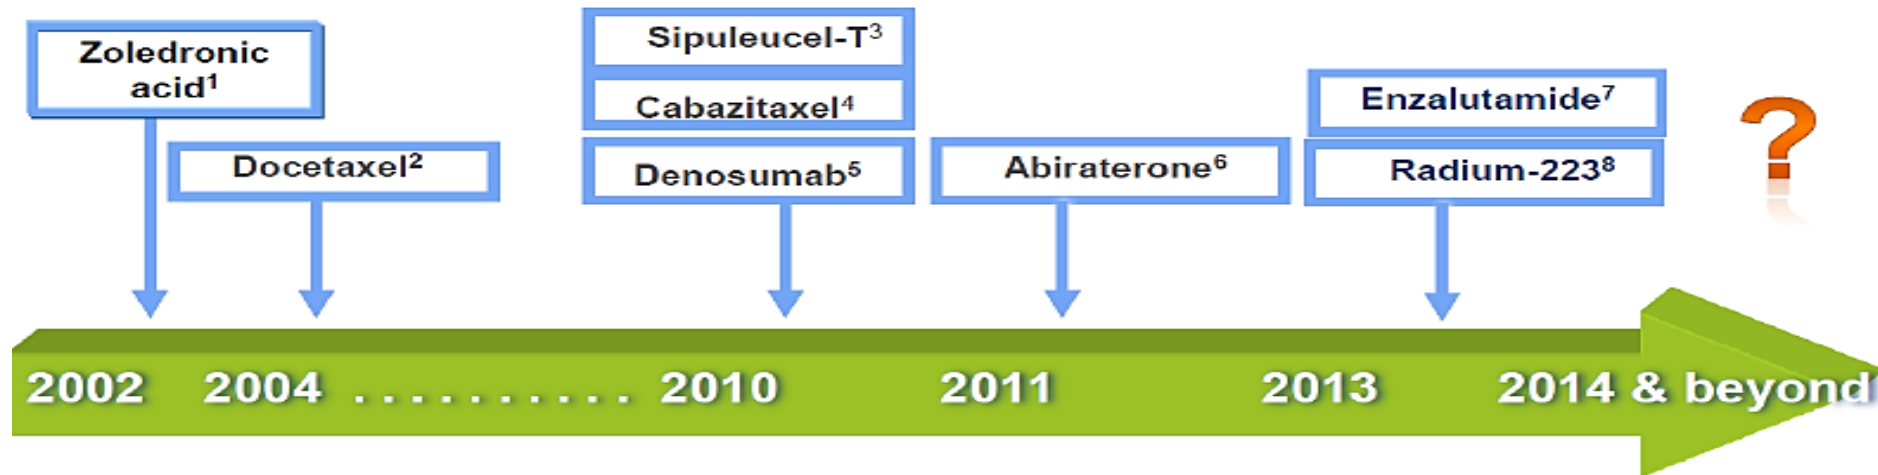 Zoledronic
acid¹
Docetaxel²
Sipuleucel-T³
Cabazitaxel⁴
Denosumab⁵
Abiraterone⁶
Enzalutamide⁷
Radium-223⁸
?
2002 2004 .......... 2010 2011 2013 2014 & beyond